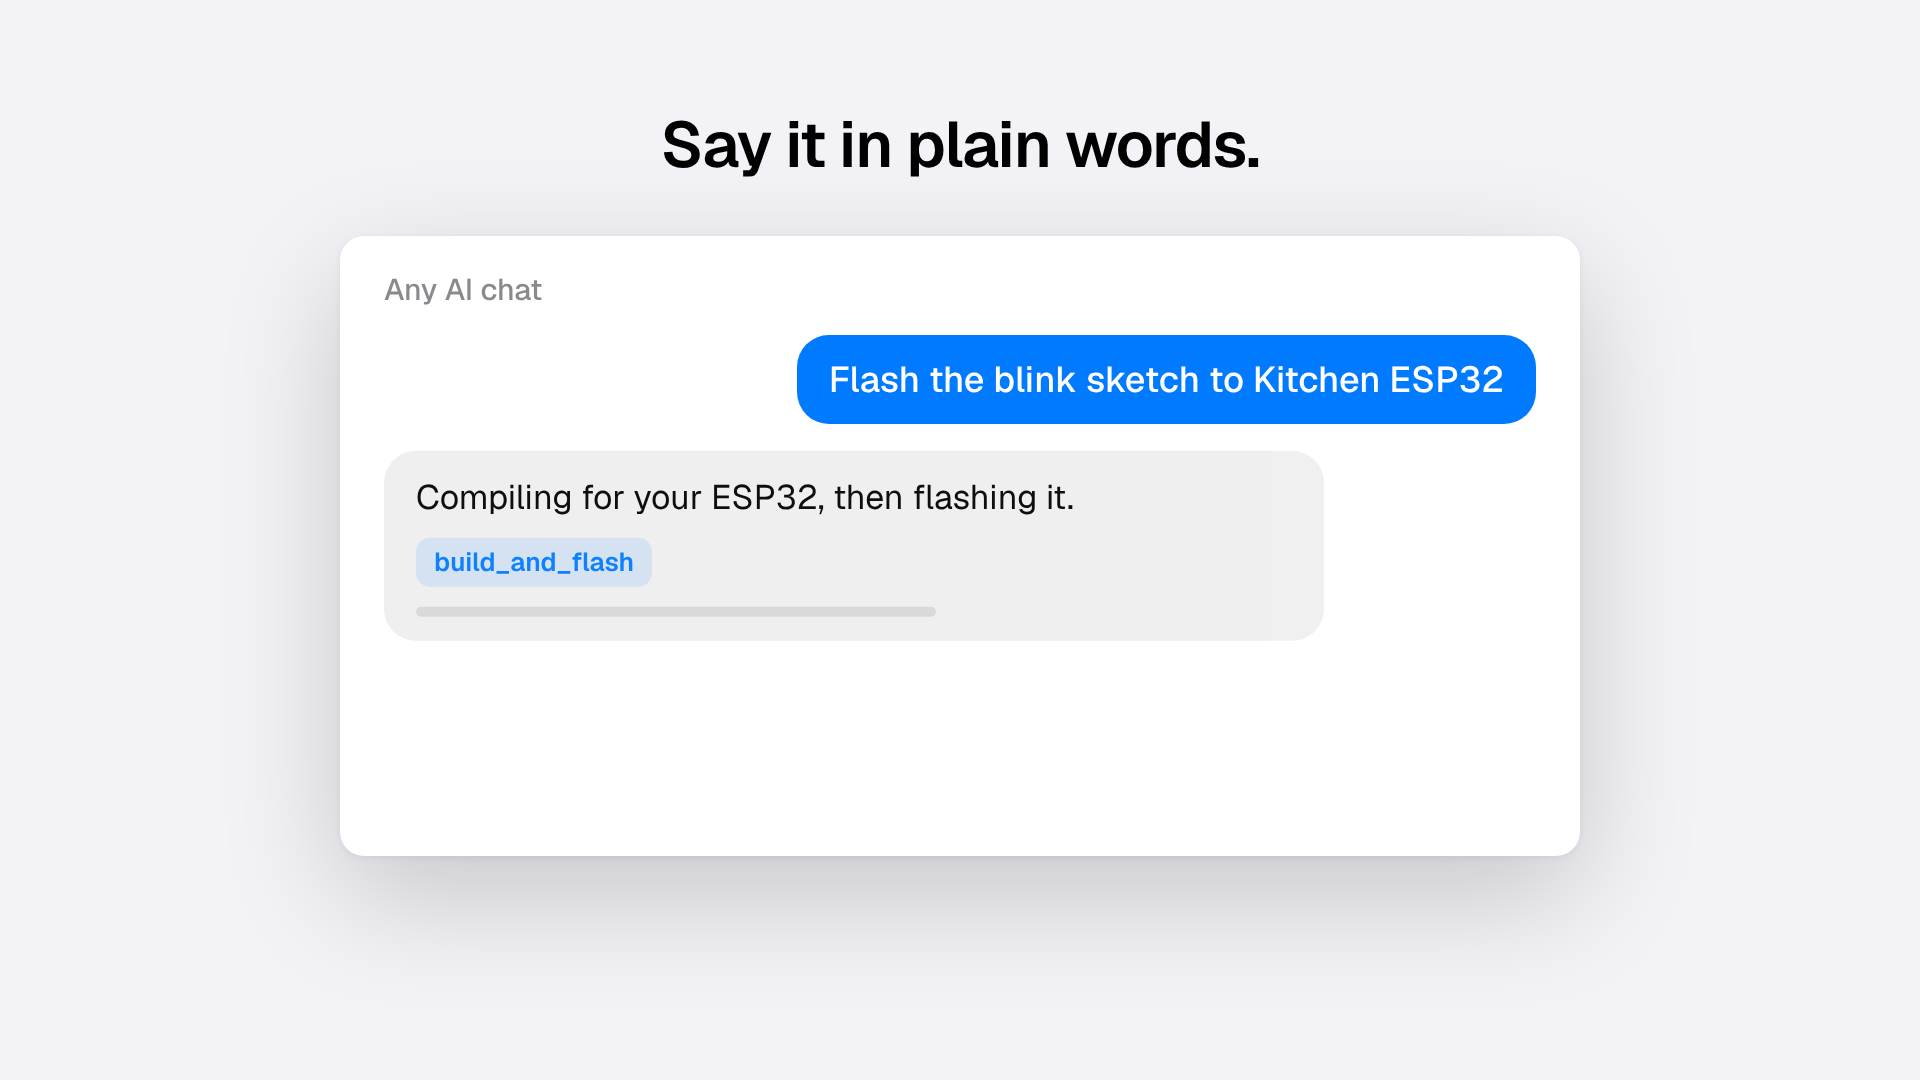 Say it in plain words.
Any AI chat
Flash the blink sketch to Kitchen ESP32
Compiling for your ESP32, then flashing it.
build_and_flash